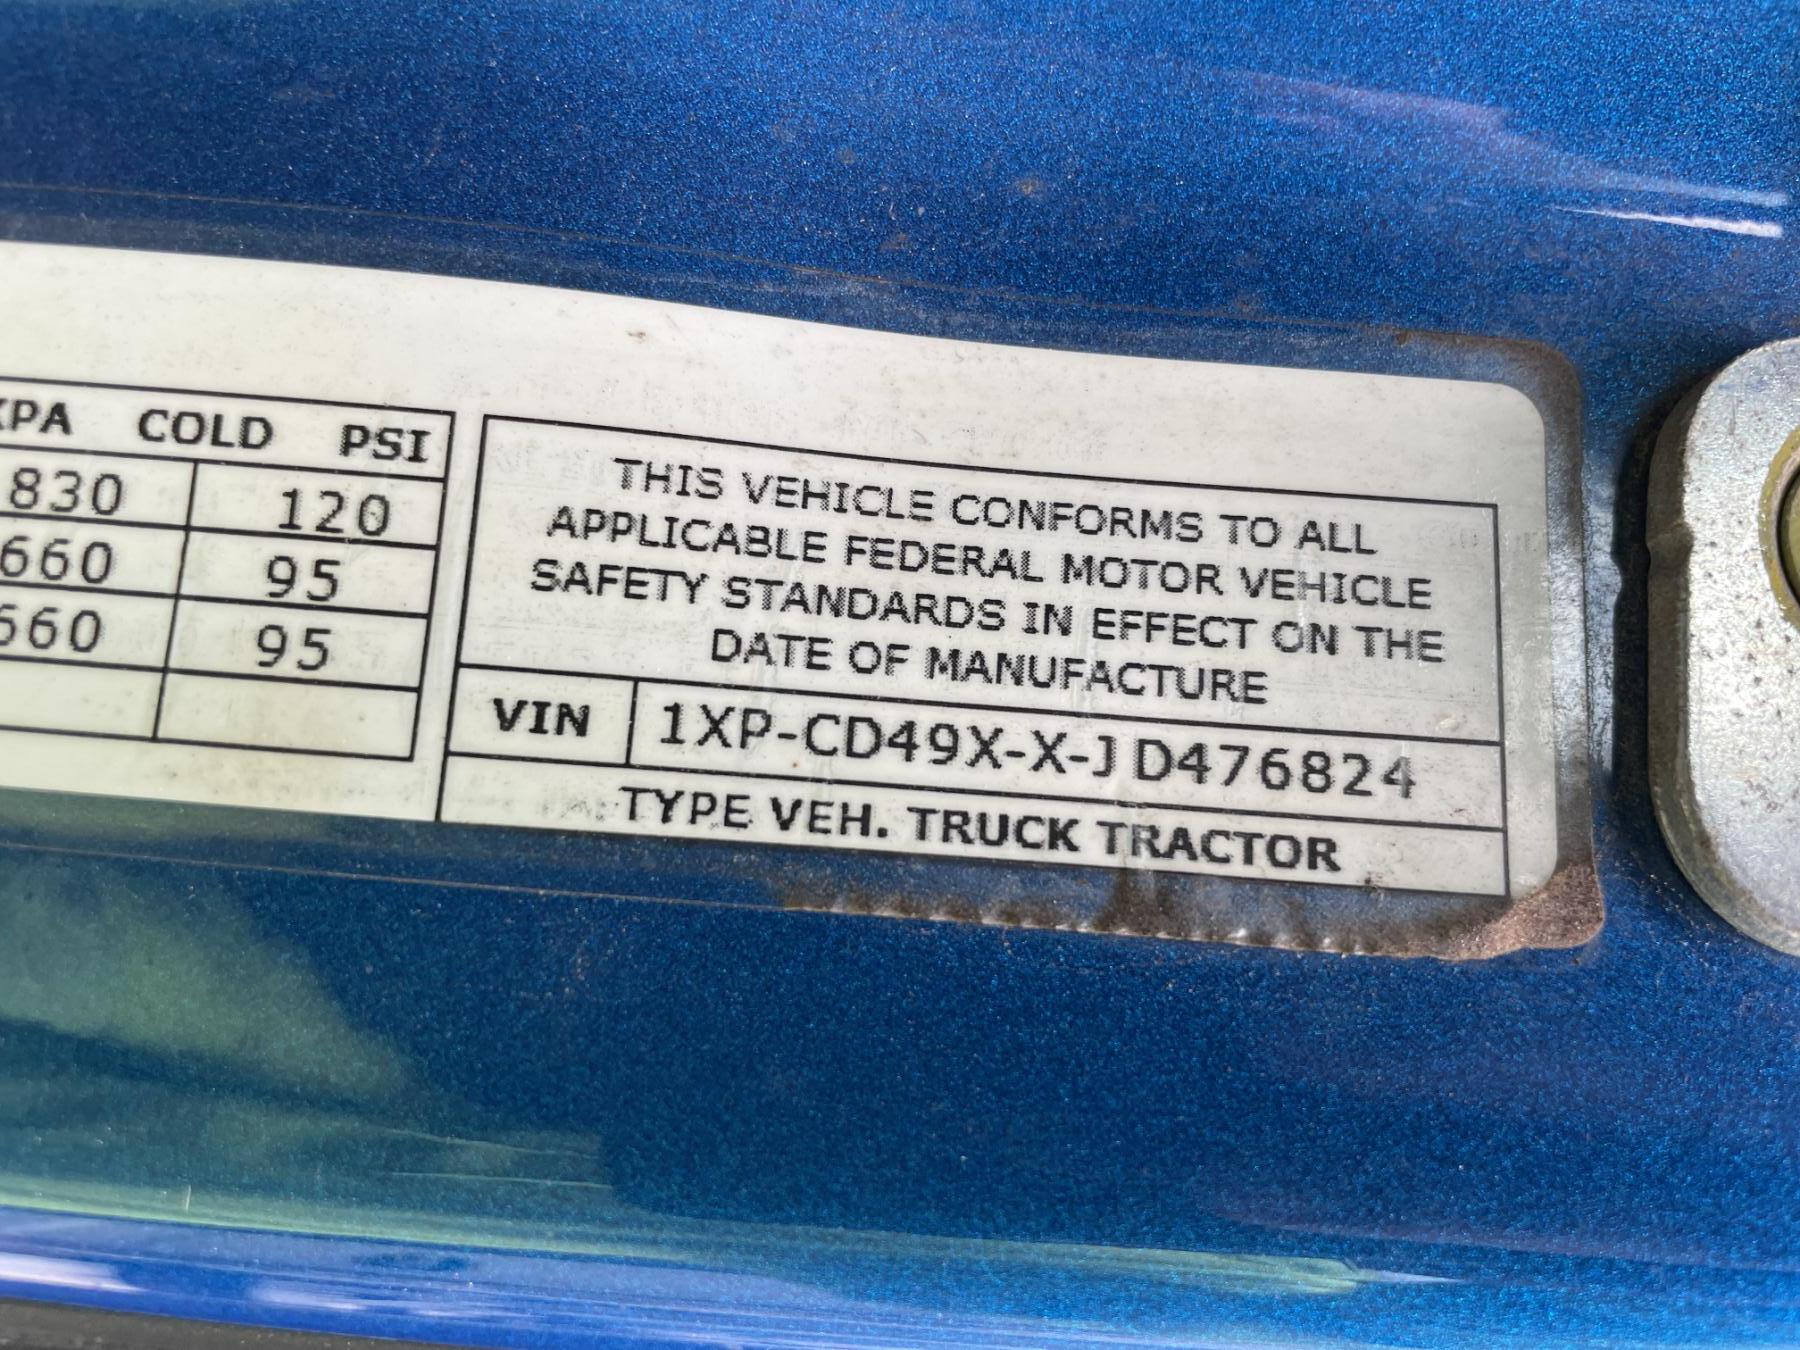 KPA COLD PSI
830 120
660 95
660 95
THIS VEHICLE CONFORMS TO ALL
APPLICABLE FEDERAL MOTOR VEHICLE
SAFETY STANDARDS IN EFFECT ON THE
DATE OF MANUFACTURE
VIN 1XP-CD49X-X-JD476824
TYPE VEH. TRUCK TRACTOR